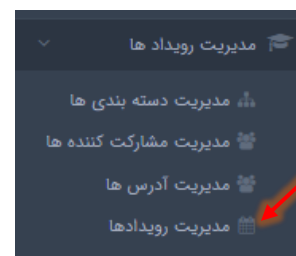 مدیریت رویداد ها
مدیریت دسته بندی ها
مدیریت مشارکت کننده ها
مدیریت آدرس ها
مدیریت رویدادها